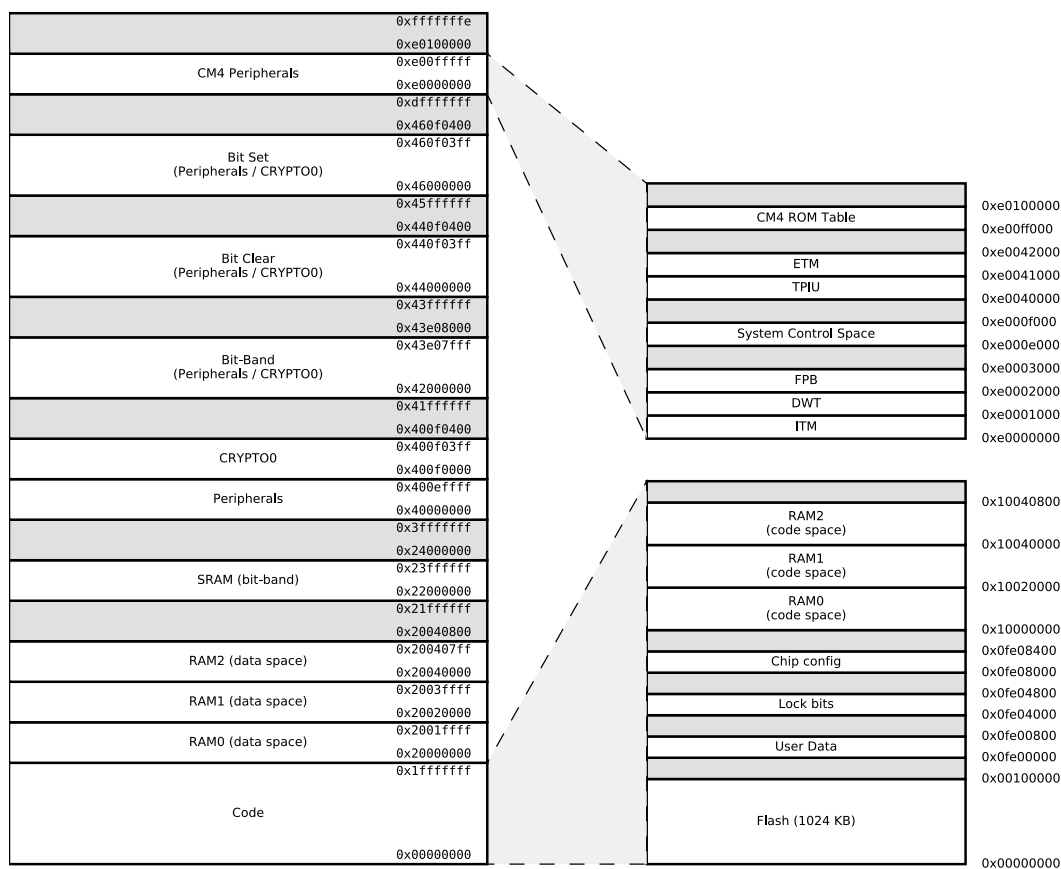 0xfffffffe
0xe0100000
0xe00fffff
CM4 Peripherals
0xe0000000
0xdfffffff
0x460f0400
0x460f03ff
Bit Set
(Peripherals / CRYPTO0)
0x46000000
0x45ffffff
0x440f0400
0x440f03ff
Bit Clear
(Peripherals / CRYPTO0)
0x44000000
0x43ffffff
0x43e08000
0x43e07fff
Bit-Band
(Peripherals / CRYPTO0)
0x42000000
0x41ffffff
0x400f0400
0x400f03ff
CRYPTO0
0x400f0000
0x400effff
Peripherals
0x40000000
0x3fffffff
0x24000000
0x23ffffff
SRAM (bit-band)
0x22000000
0x21ffffff
0x20040800
0x200407ff
RAM2 (data space)
0x20040000
0x2003ffff
RAM1 (data space)
0x20020000
0x2001ffff
RAM0 (data space)
0x20000000
0x1fffffff
Code
0x00000000
0xe0100000
CM4 ROM Table
0xe00ff000
0xe0042000
ETM
0xe0041000
TPIU
0xe0040000
0xe000f000
System Control Space
0xe000e000
0xe0003000
FPB
0xe0002000
DWT
0xe0001000
ITM
0xe0000000
0x10040800
RAM2
(code space)
0x10040000
RAM1
(code space)
0x10020000
RAM0
(code space)
0x10000000
0x0fe08400
Chip config
0x0fe08000
0x0fe04800
Lock bits
0x0fe04000
0x0fe00800
User Data
0x0fe00000
0x00100000
Flash (1024 KB)
0x00000000